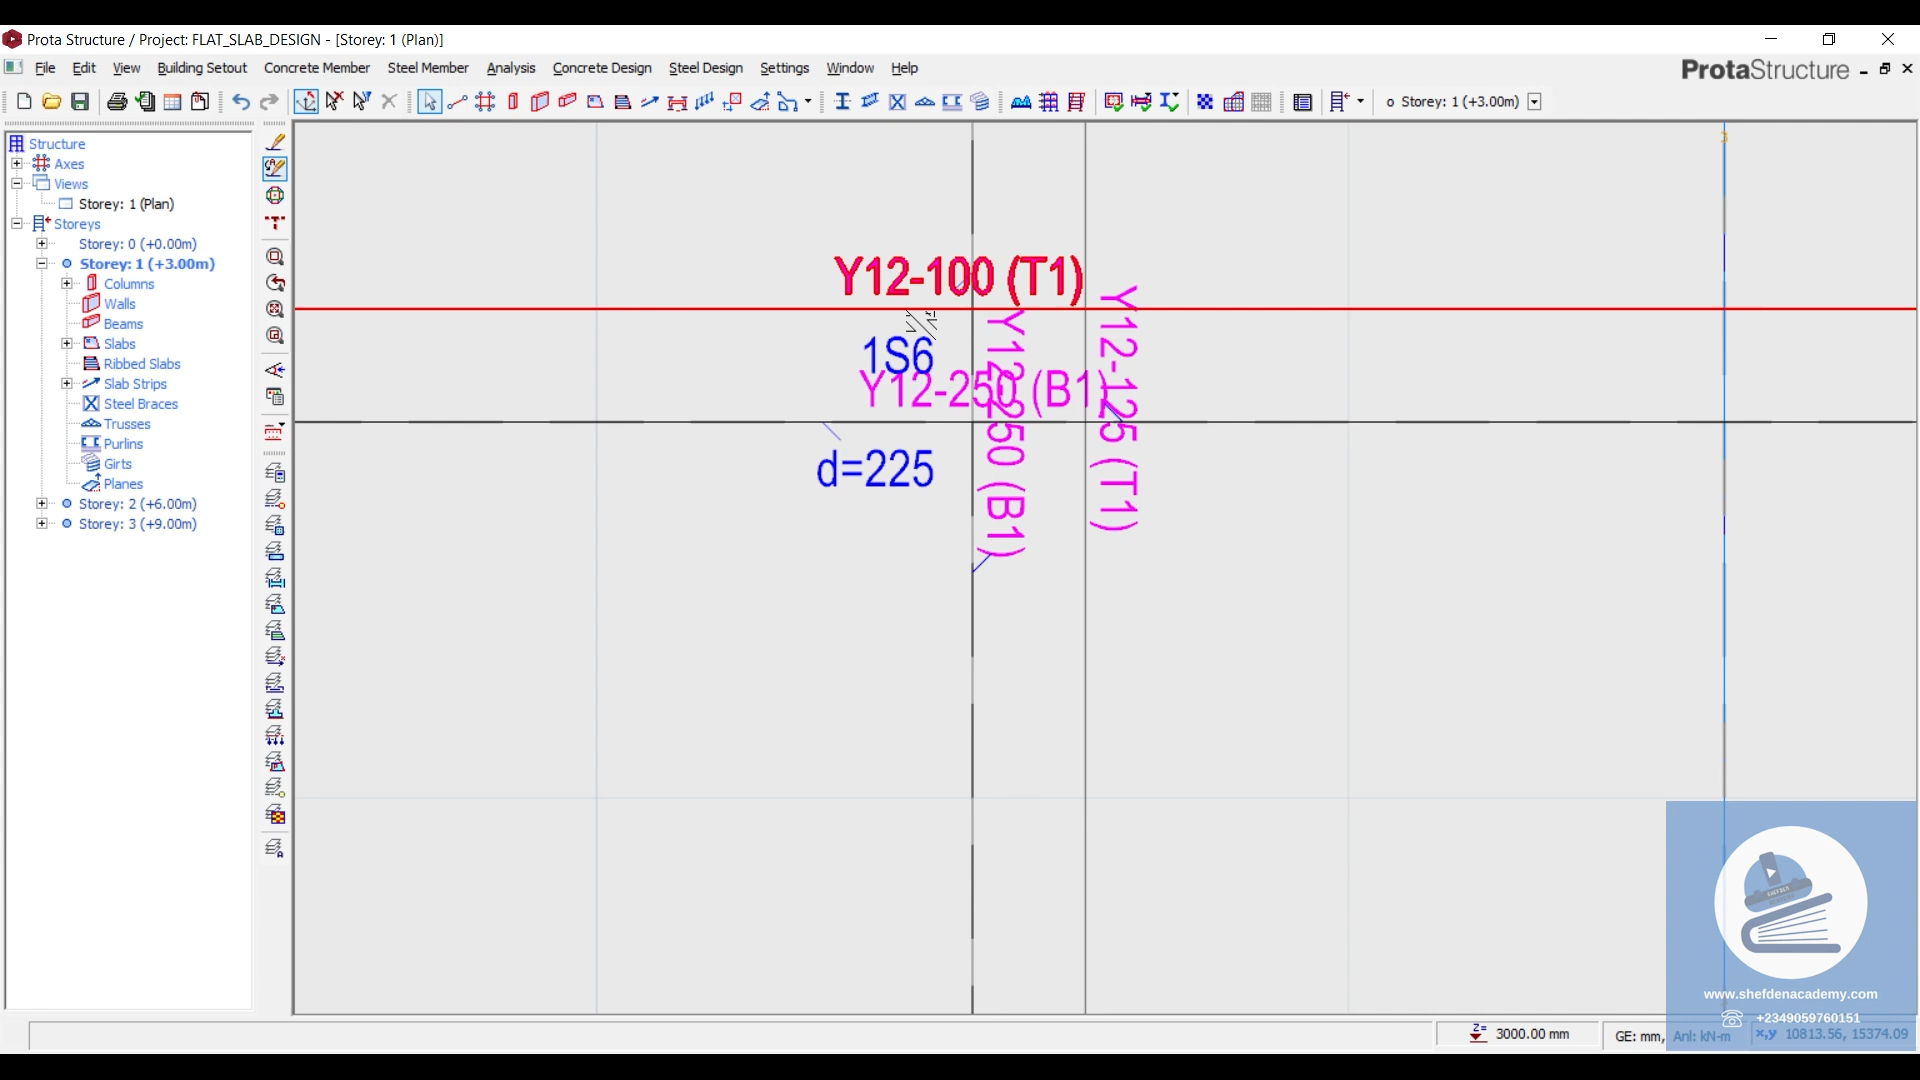 Prota Structure / Project: FLAT_SLAB_DESIGN - [Storey: 1 (Plan)]
File Edit View Building Setout Concrete Member Steel Member Analysis Concrete Design Steel Design Settings Window Help
ProtaStructure
o Storey: 1 (+3.00m)
Structure
Axes
Views
Storey: 1 (Plan)
Storeys
Storey: 0 (+0.00m)
Storey: 1 (+3.00m)
Columns
Walls
Beams
Slabs
Ribbed Slabs
Slab Strips
Steel Braces
Trusses
Purlins
Girts
Planes
Storey: 2 (+6.00m)
Storey: 3 (+9.00m)
3
Y12-100 (T1)
1S6
Y12-250 (B1)
Y12-250 (B1)
Y12-125 (T1)
d=225
www.shefdenacademy.com
+2349059760151
Z= 3000.00 mm
GE: mm, Anl: kN-m
x,y 10813.56, 15374.09